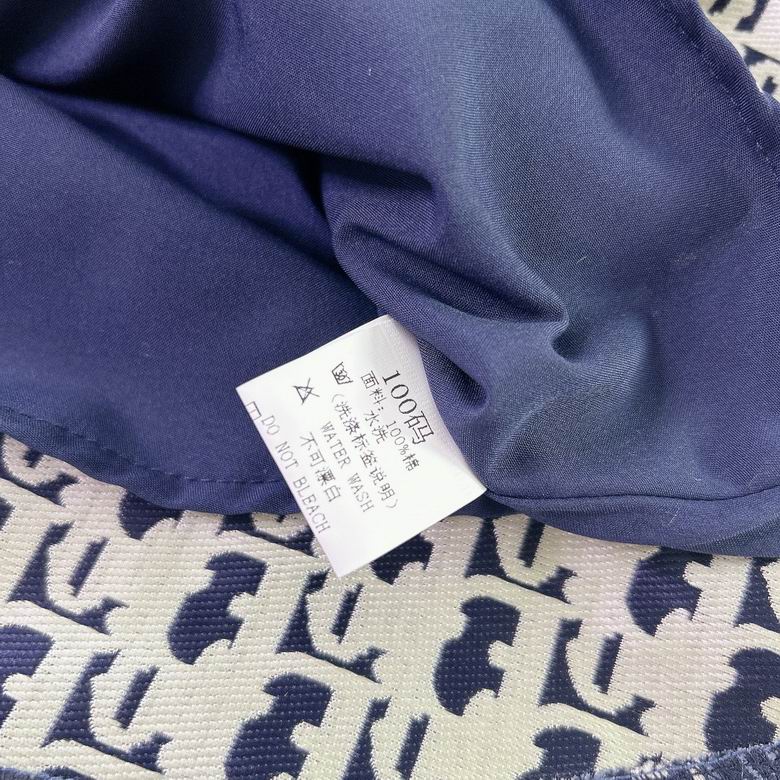 100码
面料：100%棉
水洗
(洗涤标签说明)
WATER WASH
不可漂白
DO NOT BLEACH